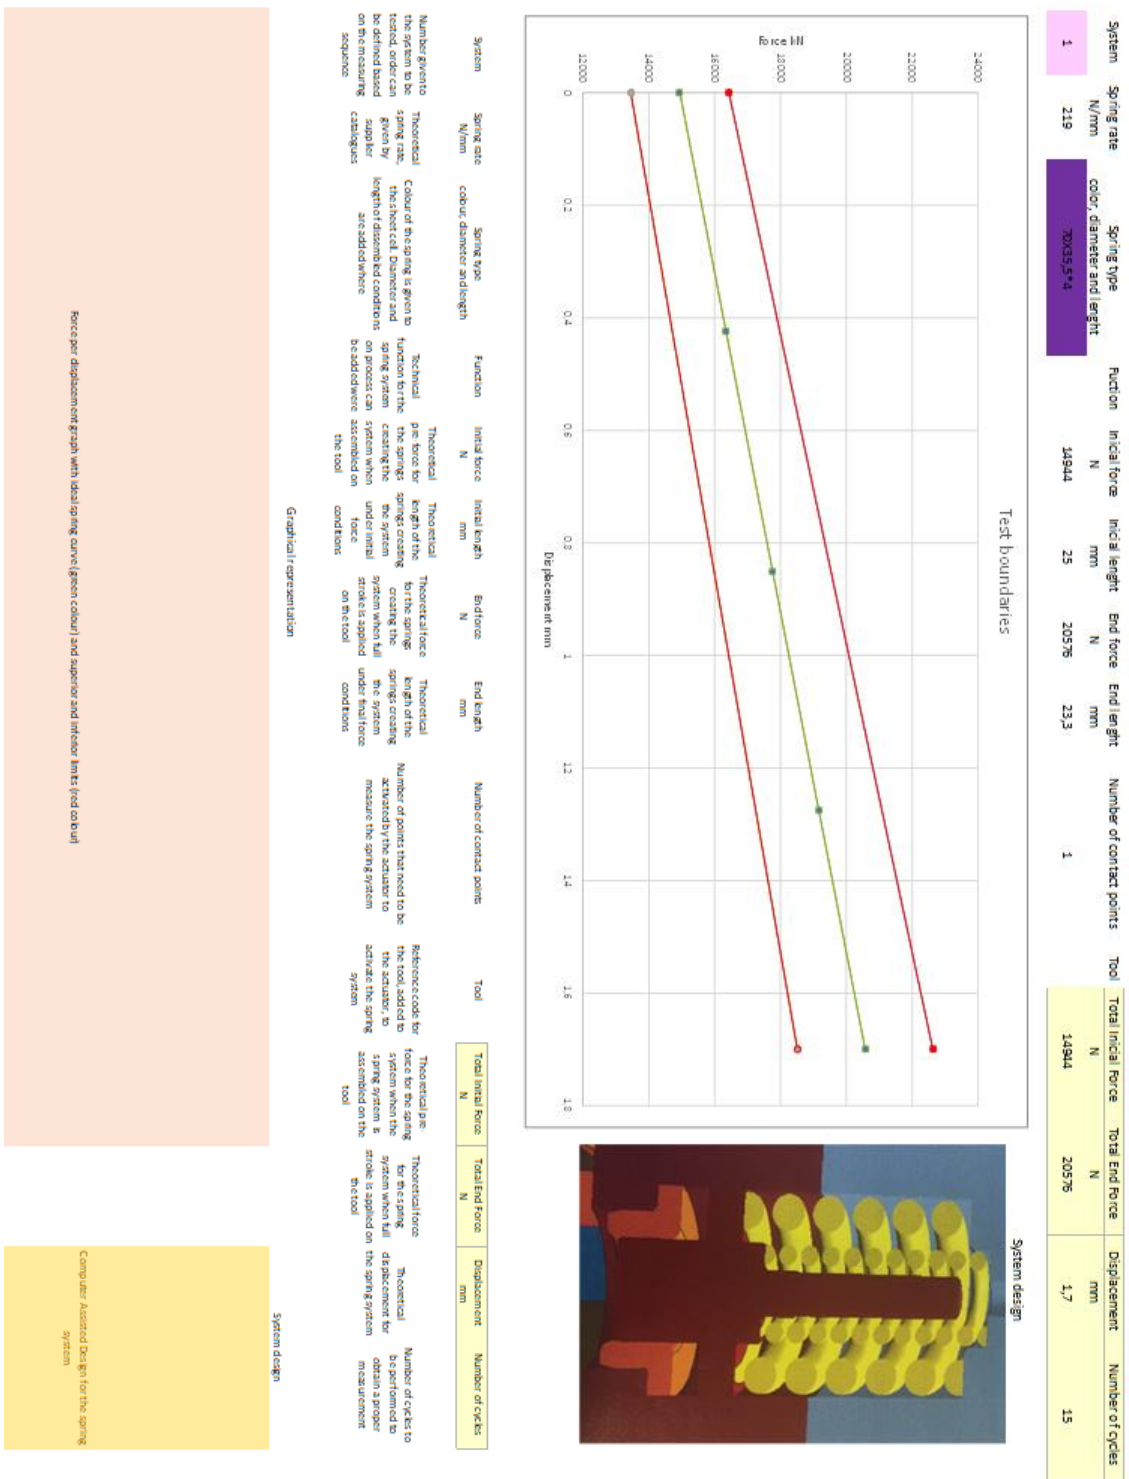 System
1
Spring rate
N/mm
219
Spring type
color, diameter and lenght
70X35,5*4
Fuction
Inicial force
N
14944
Inicial lenght
mm
25
End force
N
20576
End lenght
mm
23,3
Number of contact points
1
Tool
Total Inicial Force
N
14944
Total End Force
N
20576
Displacement
mm
1,7
Number of cycles
15
Test boundaries
Force kN
12000
14000
16000
18000
20000
22000
24000
0
0.2
0.4
0.6
0.8
1
1.2
1.4
1.6
1.8
Displacement mm
System design
System
Number given to
the system to be
tested, order can
be defined based
on the measuring
sequence
Spring rate
N/mm
Theoretical
spring rate,
given by
supplier
catalogues
Spring type
colour, diameter and length
Colour of the spring is given to
the sheet cell. Diameter and
length of dissembled conditions
are added where
Function
Technical
function for the
spring system
on process can
be added were
Initial force
N
Theoretical
pre force for
the springs
creating the
system when
assembled on
the tool
Initial length
mm
Theoretical
length of the
springs creating
the system
under initial
force
conditions
End force
N
Theoretical force
for the springs
creating the
system when full
stroke is applied
on the tool
End length
mm
Theoretical
length of the
springs creating
the system
under final force
conditions
Number of contact points
Number of points that need to be
activated by the actuator to
measure the spring system
Tool
Reference code for
the tool, added to
the actuator, to
activate the spring
system
Total Initial Force
N
Theoretical pre-
force for the spring
system when the
spring system is
assembled on the
tool
Total End Force
N
Theoretical force
for the spring
system when full
stroke is applied on
the tool
Displacement
mm
Theoretical
displacement for
the spring system
Number of cycles
Number of cycles to
be performed to
obtain a proper
measurement
Graphical representation
Force per displacement graph with ideal spring curve (green colour) and superior and inferior limits (red colour)
System design
Computer Assisted Design for the spring
system